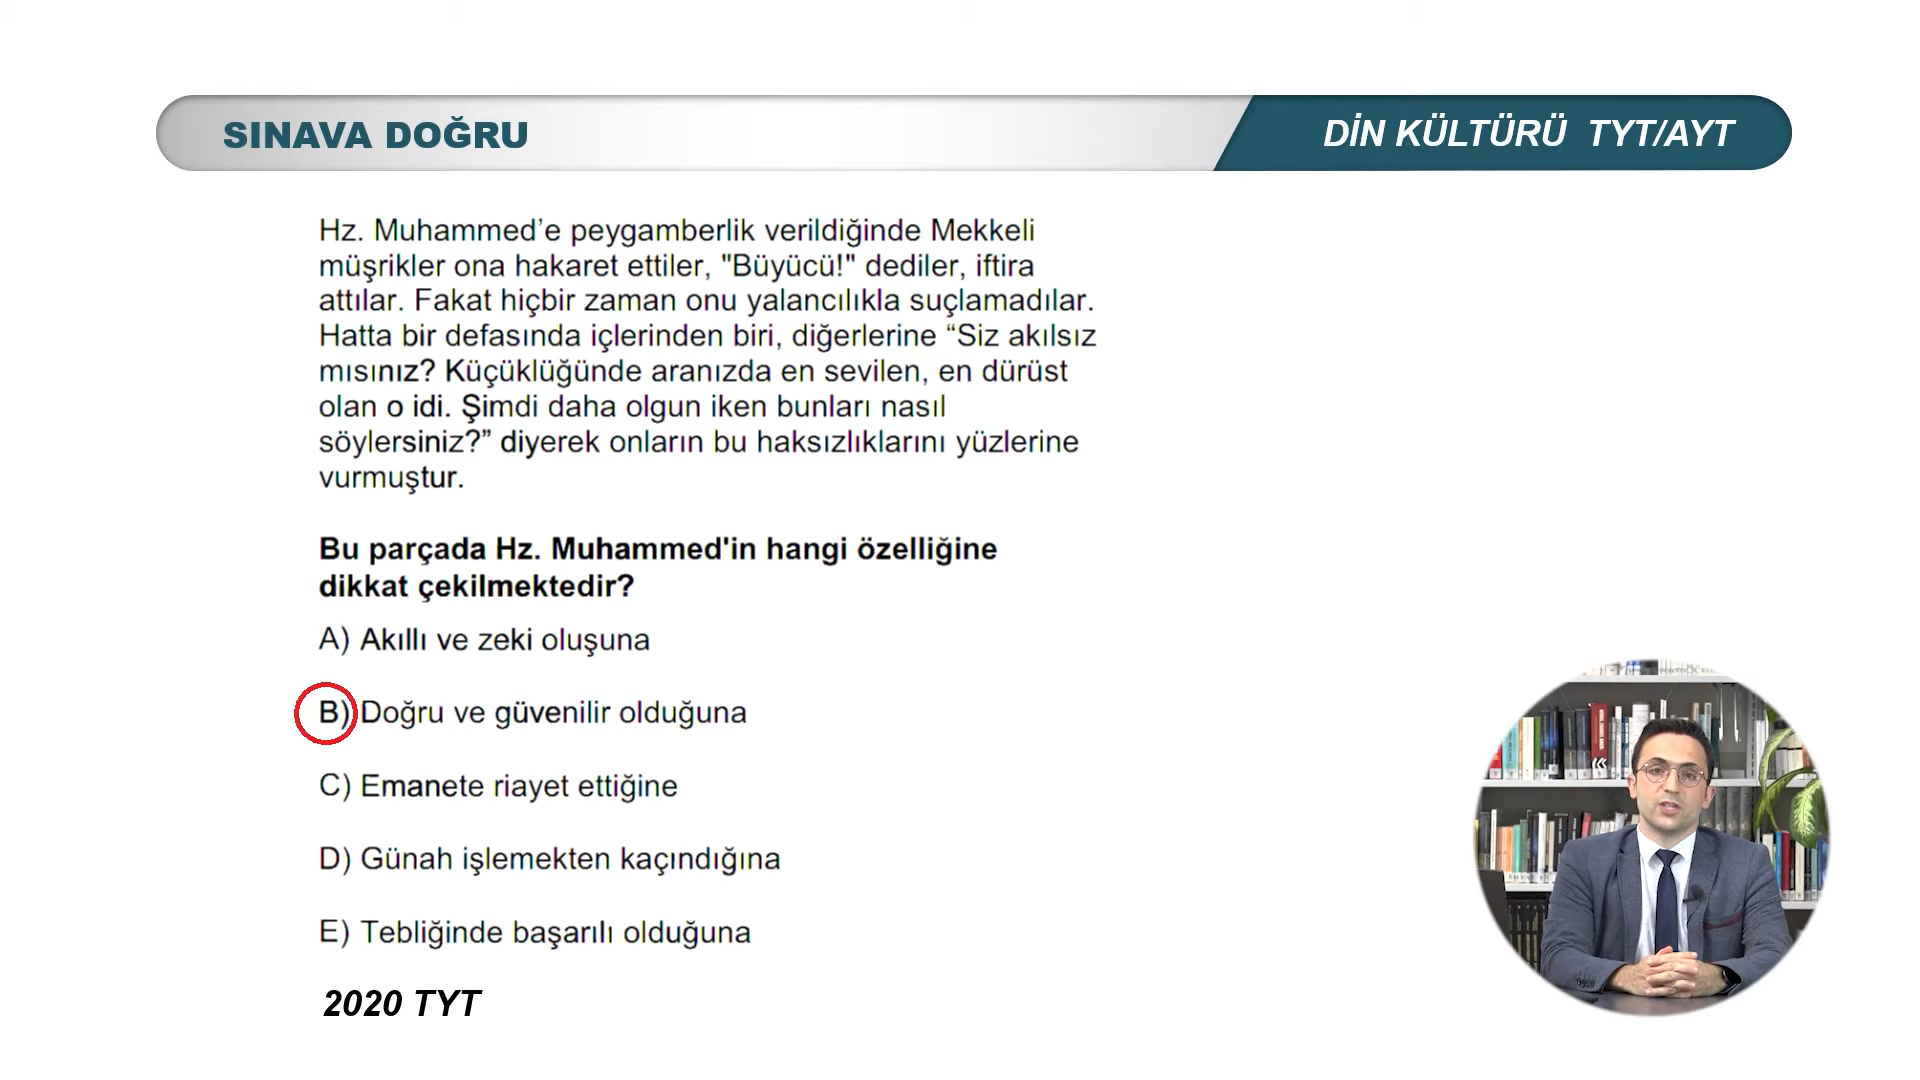 SINAVA DOĞRU
DİN KÜLTÜRÜ TYT/AYT
Hz. Muhammed’e peygamberlik verildiğinde Mekkeli
müşrikler ona hakaret ettiler, "Büyücü!" dediler, iftira
attılar. Fakat hiçbir zaman onu yalancılıkla suçlamadılar.
Hatta bir defasında içlerinden biri, diğerlerine “Siz akılsız
mısınız? Küçüklüğünde aranızda en sevilen, en dürüst
olan o idi. Şimdi daha olgun iken bunları nasıl
söylersiniz?” diyerek onların bu haksızlıklarını yüzlerine
vurmuştur.
Bu parçada Hz. Muhammed'in hangi özelliğine
dikkat çekilmektedir?
A) Akıllı ve zeki oluşuna
B) Doğru ve güvenilir olduğuna
C) Emanete riayet ettiğine
D) Günah işlemekten kaçındığına
E) Tebliğinde başarılı olduğuna
2020 TYT